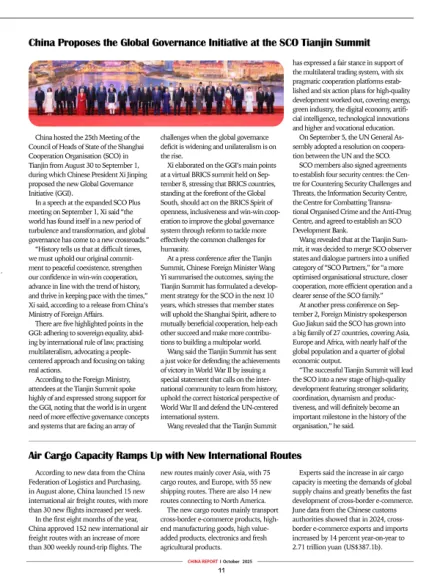 China Proposes the Global Governance Initiative at the SCO Tianjin Summit
China hosted the 25th Meeting of the
Council of Heads of State of the Shanghai
Cooperation Organisation (SCO) in
Tianjin from August 30 to September 1,
during which Chinese President Xi Jinping
proposed the new Global Governance
Initiative (GGI).
In a speech at the expanded SCO Plus
meeting on September 1, Xi said "the
world has found itself in a new period of
turbulence and transformation, and global
governance has come to a new crossroads."
"History tells us that at difficult times,
we must uphold our original commit-
ment to peaceful coexistence, strengthen
our confidence in win-win cooperation,
advance in line with the trend of history,
and thrive in keeping pace with the times,"
Xi said, according to a release from China's
Ministry of Foreign Affairs.
There are five highlighted points in the
GGI: adhering to sovereign equality, abid-
ing by international rule of law, practising
multilateralism, advocating a people-
centered approach and focusing on taking
real actions.
According to the Foreign Ministry,
attendees at the Tianjin Summit spoke
highly of and expressed strong support for
the GGI, noting that the world is in urgent
need of more effective governance concepts
and systems that are facing an array of
challenges when the global governance
deficit is widening and unilateralism is on
the rise.
Xi elaborated on the GGI's main points
at a virtual BRICS summit held on Sep-
tember 8, stressing that BRICS countries,
standing at the forefront of the Global
South, should act on the BRICS Spirit of
openness, inclusiveness and win-win coop-
eration to improve the global governance
system through reform to tackle more
effectively the common challenges for
humanity.
At a press conference after the Tianjin
Summit, Chinese Foreign Minister Wang
Yi summarised the outcomes, saying the
Tianjin Summit has formulated a develop-
ment strategy for the SCO in the next 10
years, which stresses that member states
will uphold the Shanghai Spirit, adhere to
mutually beneficial cooperation, help each
other succeed and make more contribu-
tions to building a multipolar world.
Wang said the Tianjin Summit has sent
a just voice for defending the achievements
of victory in World War II by issuing a
special statement that calls on the inter-
national community to learn from history,
uphold the correct historical perspective of
World War II and defend the UN-centered
international system.
Wang revealed that the Tianjin Summit
has expressed a fair stance in support of
the multilateral trading system, with six
pragmatic cooperation platforms estab-
lished and six action plans for high-quality
development worked out, covering energy,
green industry, the digital economy, artifi-
cial intelligence, technological innovations
and higher and vocational education.
On September 5, the UN General As-
sembly adopted a resolution on coopera-
tion between the UN and the SCO.
SCO members also signed agreements
to establish four security centres: the Cen-
tre for Countering Security Challenges and
Threats, the Information Security Centre,
the Centre for Combating Transna-
tional Organised Crime and the Anti-Drug
Centre, and agreed to establish an SCO
Development Bank.
Wang revealed that at the Tianjin Sum-
mit, it was decided to merge SCO observer
states and dialogue partners into a unified
category of "SCO Partners," for "a more
optimised organisational structure, closer
cooperation, more efficient operation and a
clearer sense of the SCO family."
At another press conference on Sep-
tember 2, Foreign Ministry spokesperson
Guo Jiakun said the SCO has grown into
a big family of 27 countries, covering Asia,
Europe and Africa, with nearly half of the
global population and a quarter of global
economic output.
"The successful Tianjin Summit will lead
the SCO into a new stage of high-quality
development featuring stronger solidarity,
coordination, dynamism and produc-
tiveness, and will definitely become an
important milestone in the history of the
organisation," he said.
Air Cargo Capacity Ramps Up with New International Routes
According to new data from the China
Federation of Logistics and Purchasing,
in August alone, China launched 15 new
international air freight routes, with more
than 30 new flights increased per week.
In the first eight months of the year,
China approved 152 new international air
freight routes with an increase of more
than 300 weekly round-trip flights. The
new routes mainly cover Asia, with 75
cargo routes, and Europe, with 55 new
shipping routes. There are also 14 new
routes connecting to North America.
The new cargo routes mainly transport
cross-border e-commerce products, high-
end manufacturing goods, high value-
added products, electronics and fresh
agricultural products.
Experts said the increase in air cargo
capacity is meeting the demands of global
supply chains and greatly benefits the fast
development of cross-border e-commerce.
June data from the Chinese customs
authorities showed that in 2024, cross-
border e-commerce exports and imports
increased by 14 percent year-on-year to
2.71 trillion yuan (US$387.1b).
CHINA REPORT I October 2025
11